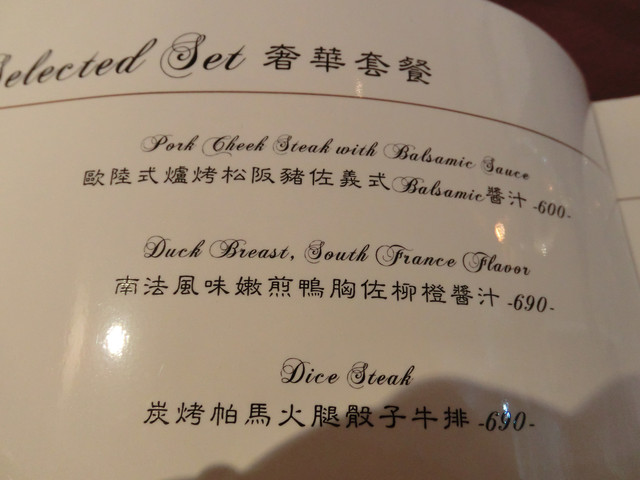 Selected Set 奢華套餐
Pork Cheek Steak with Balsamic Sauce
歐陸式爐烤松阪豬佐義式Balsamic醬汁 -600-
Duck Breast, South France Flavor
南法風味嫩煎鴨胸佐柳橙醬汁 -690-
Dice Steak
炭烤帕馬火腿骰子牛排 -690-